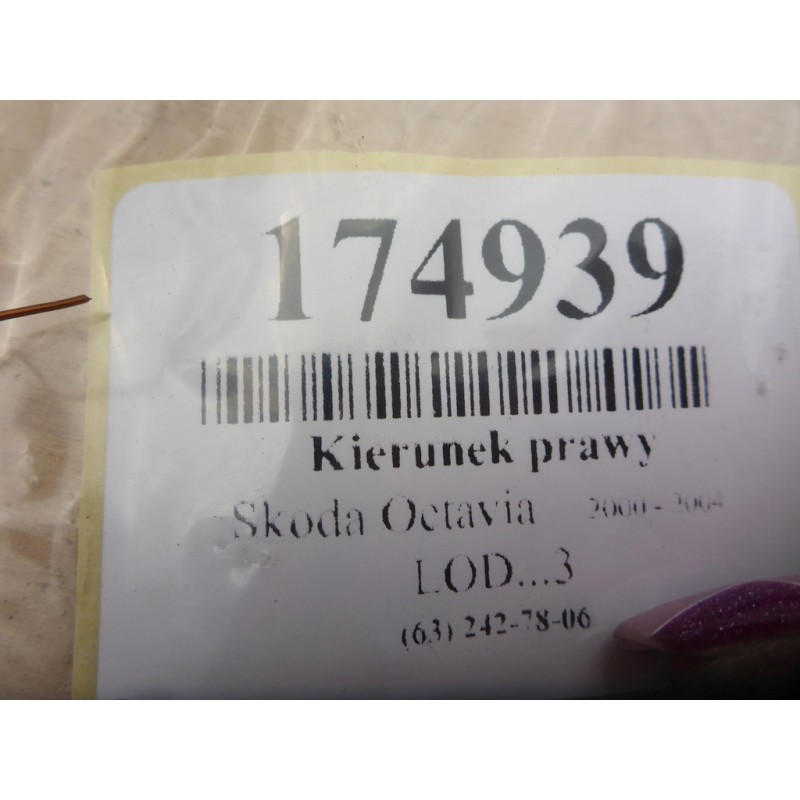 174939
Kierunek prawy
Skoda Octavia 2000 - 2004
LOD...3
(63) 242-78-06